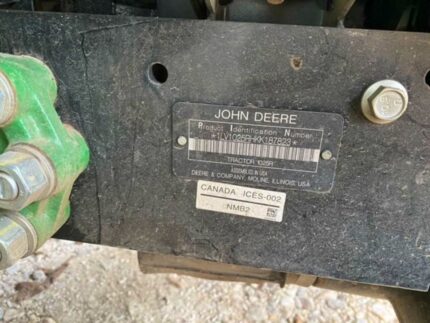 JOHN DEERE
Product Identification Number
*1LV1025RHKK187823*
TRACTOR 1025R
ASSEMBLED IN USA
DEERE & COMPANY, MOLINE, ILLINOIS, USA
CANADA ICES-002
NMB2